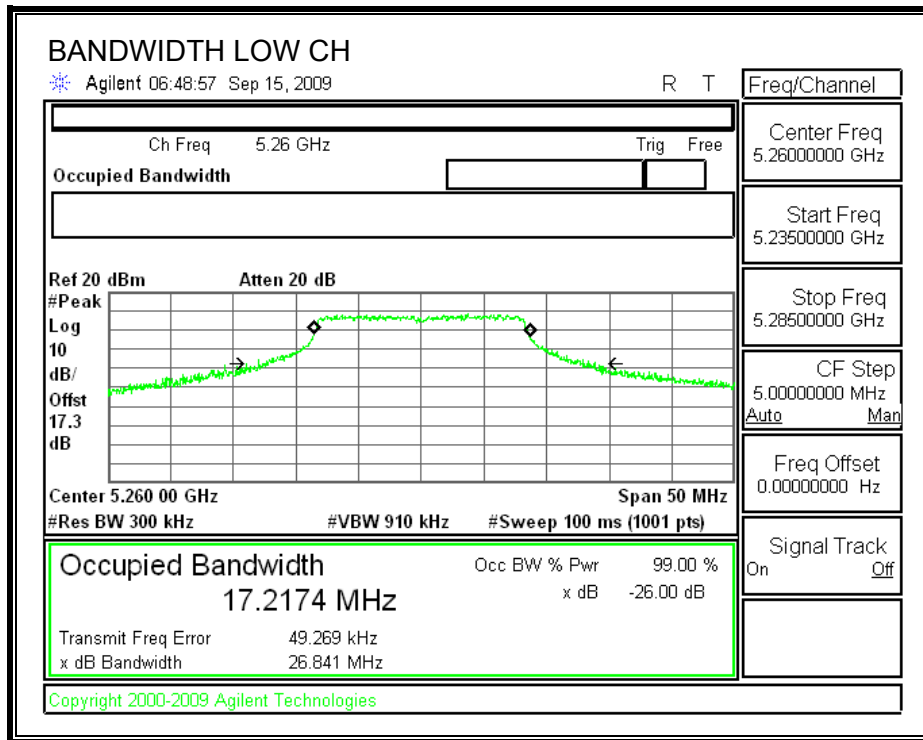 BANDWIDTH LOW CH
Agilent 06:48:57 Sep 15, 2009 R T
Freq/Channel
Ch Freq 5.26 GHz Trig Free
Occupied Bandwidth
Center Freq
5.26000000 GHz
Start Freq
5.23500000 GHz
Stop Freq
5.28500000 GHz
CF Step
5.00000000 MHz
Auto Man
Freq Offset
0.00000000 Hz
Signal Track
On Off
Ref 20 dBm Atten 20 dB
#Peak
Log
10
dB/
Offst
17.3
dB
Center 5.260 00 GHz Span 50 MHz
#Res BW 300 kHz #VBW 910 kHz #Sweep 100 ms (1001 pts)
Occupied Bandwidth Occ BW % Pwr 99.00 %
17.2174 MHz x dB -26.00 dB
Transmit Freq Error 49.269 kHz
x dB Bandwidth 26.841 MHz
Copyright 2000-2009 Agilent Technologies